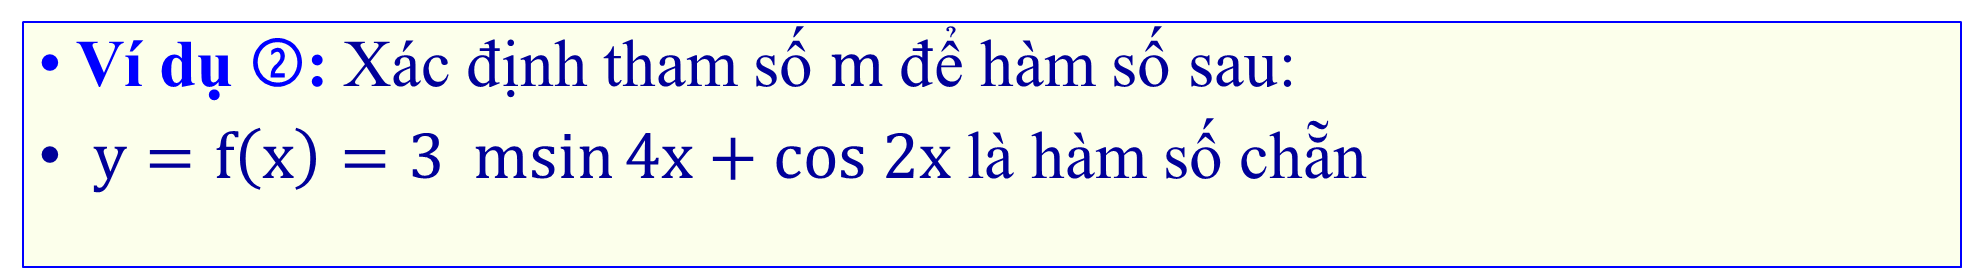 • Ví dụ ②: Xác định tham số m để hàm số sau:
• y = f(x) = 3 msin 4x + cos 2x là hàm số chẵn